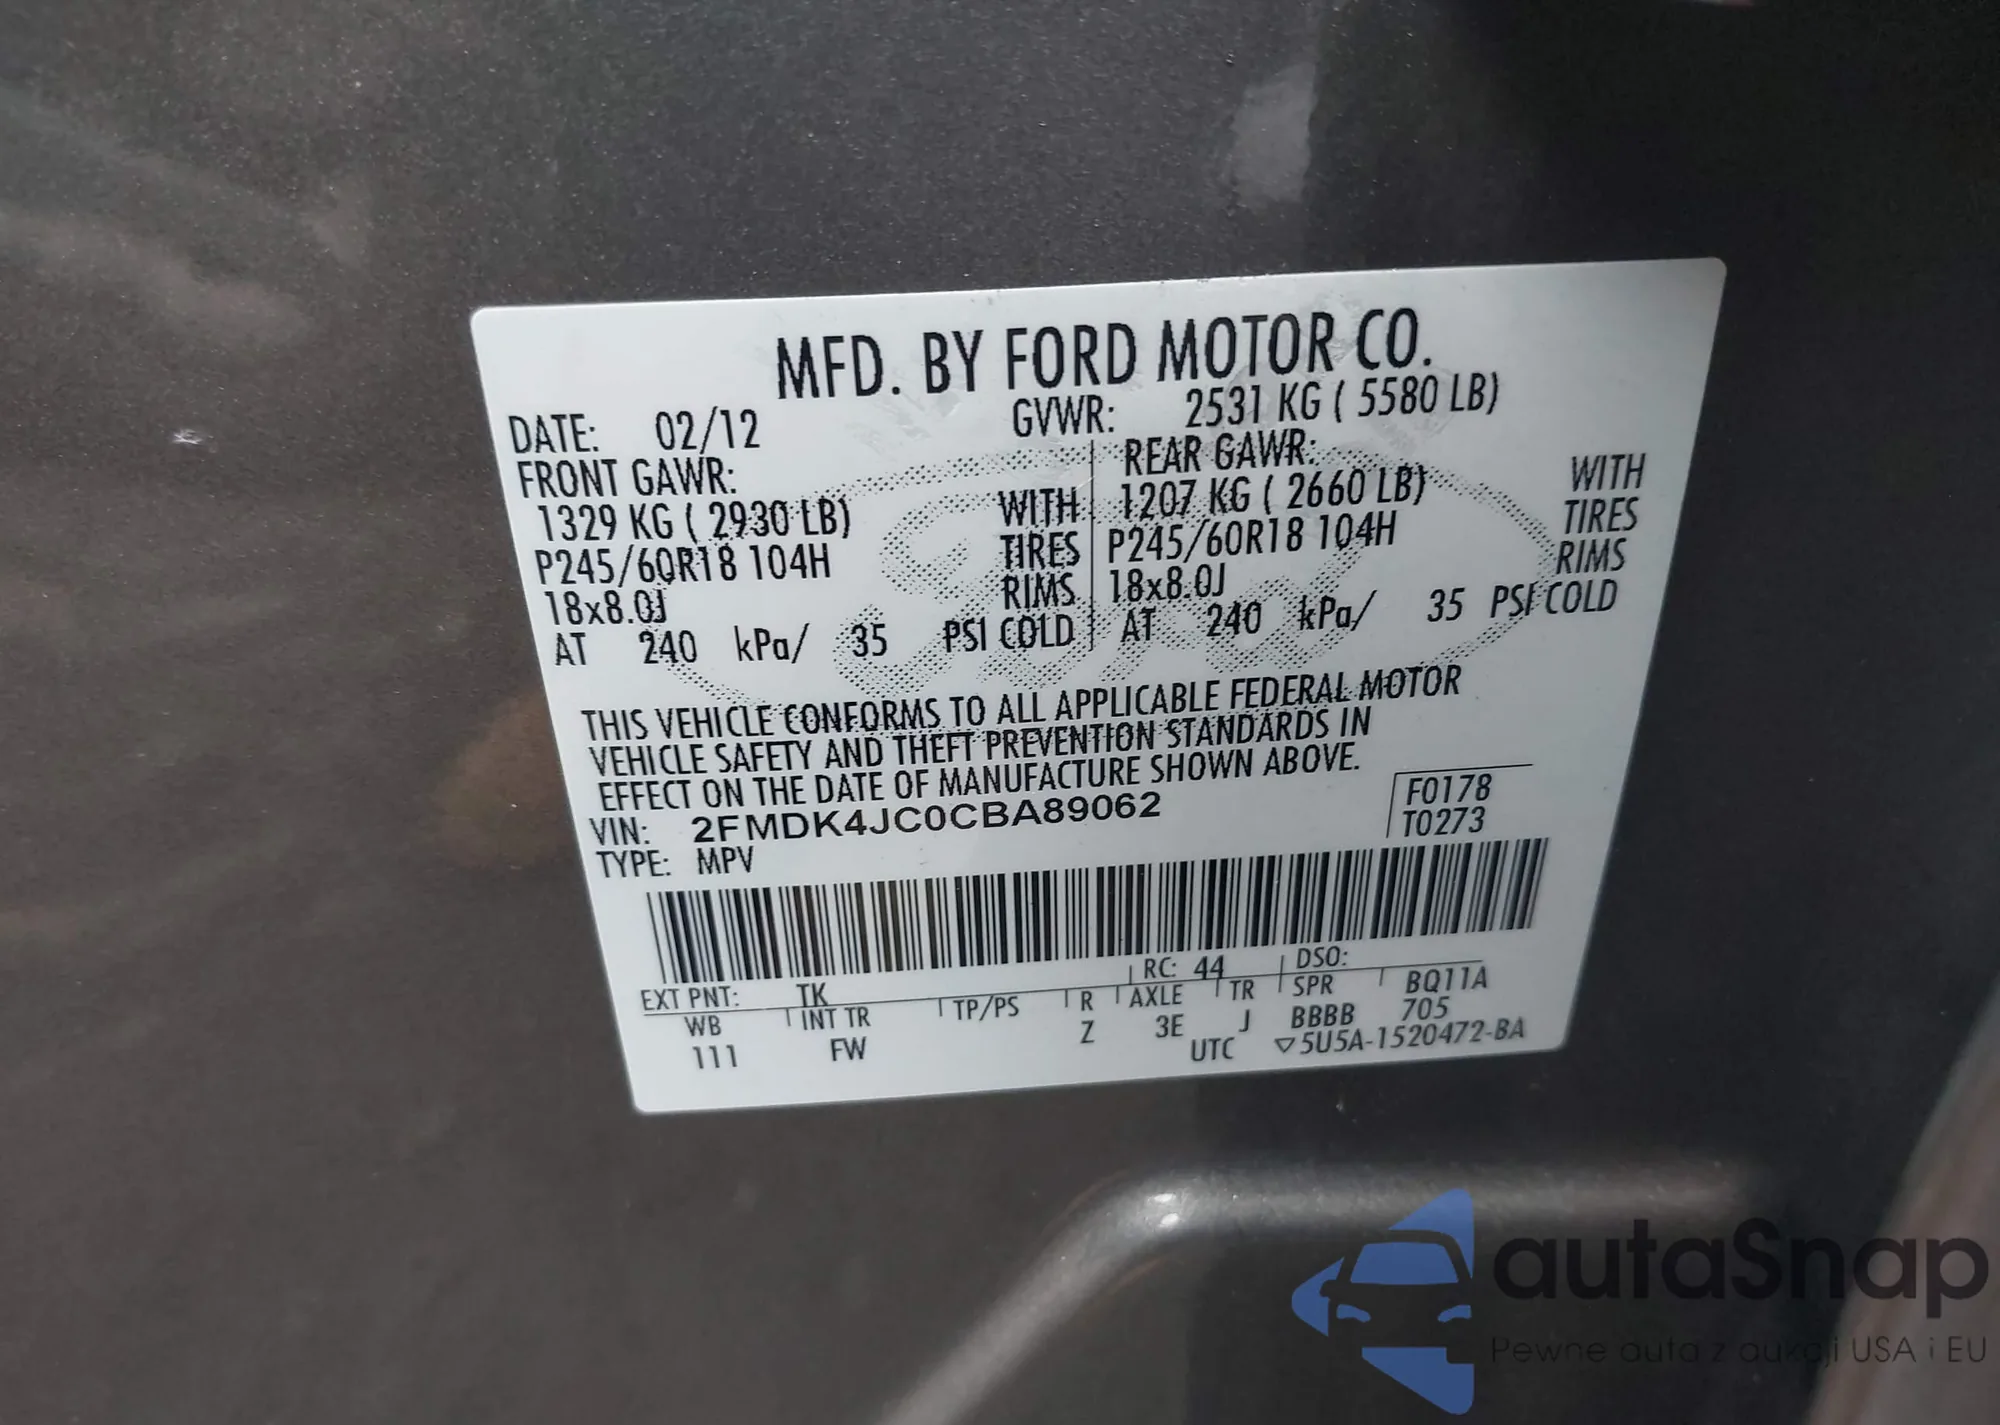 MFD. BY FORD MOTOR CO.
DATE: 02/12 GVWR: 2531 KG ( 5580 LB)
FRONT GAWR: REAR GAWR: WITH
1329 KG ( 2930 LB) WITH 1207 KG ( 2660 LB) TIRES
P245/60R18 104H TIRES P245/60R18 104H RIMS
18x8.0J RIMS 18x8.0J
AT 240 kPa/ 35 PSI COLD AT 240 kPa/ 35 PSI COLD
THIS VEHICLE CONFORMS TO ALL APPLICABLE FEDERAL MOTOR
VEHICLE SAFETY AND THEFT PREVENTION STANDARDS IN
EFFECT ON THE DATE OF MANUFACTURE SHOWN ABOVE.
VIN: 2FMDK4JC0CBA89062 F0178
TYPE: MPV T0273
EXT PNT: TK RC: 44 DSO:
WB INT TR TP/PS R AXLE TR SPR BQ11A
111 FW Z 3E J BBBB 705
UTC ▽5U5A-1520472-BA
autaSnap
Pewne auta z aukcji USA i EU